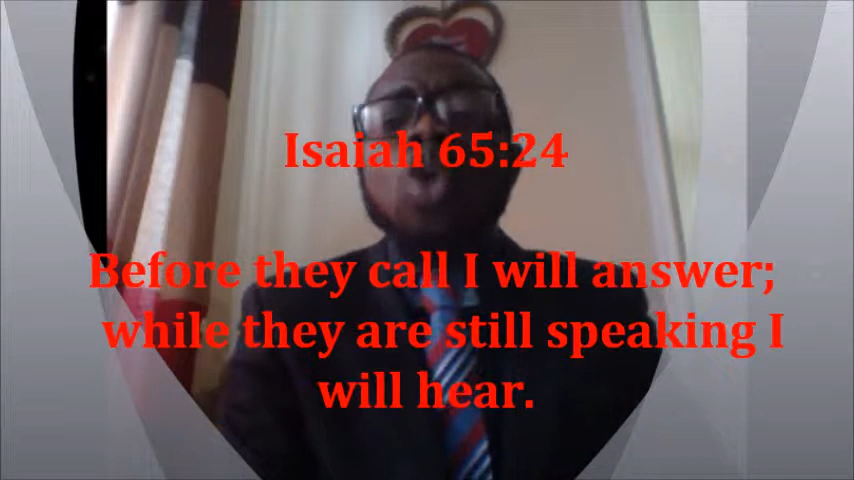 Isaiah 65:24
Before they call I will answer;
while they are still speaking I
will hear.